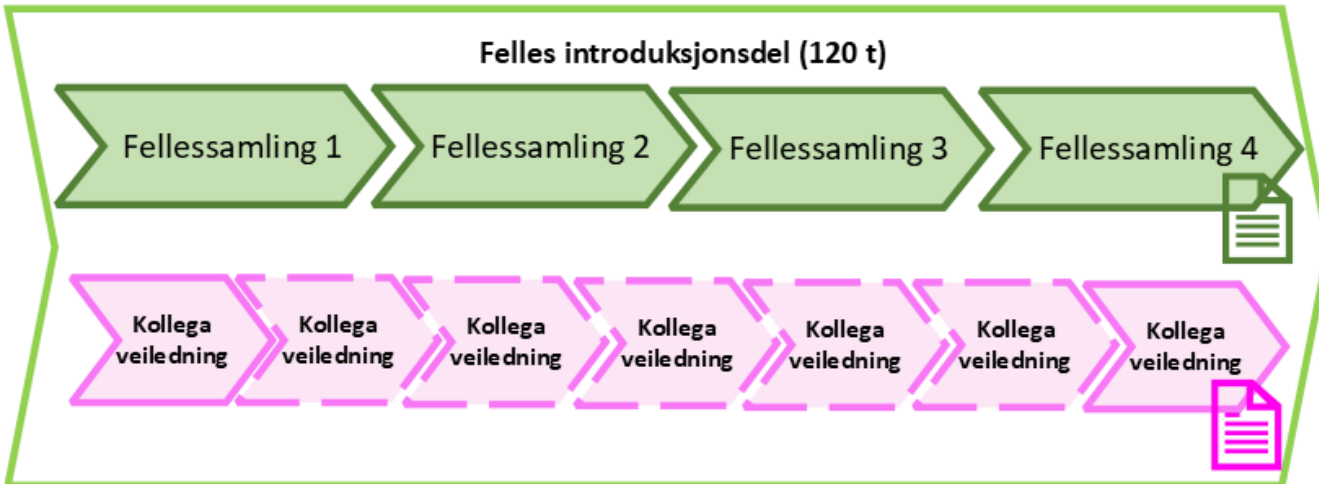 Felles introduksjonsdel (120 t)
Fellessamling 1
Fellessamling 2
Fellessamling 3
Fellessamling 4
Kollega
veiledning
Kollega
veiledning
Kollega
veiledning
Kollega
veiledning
Kollega
veiledning
Kollega
veiledning
Kollega
veiledning